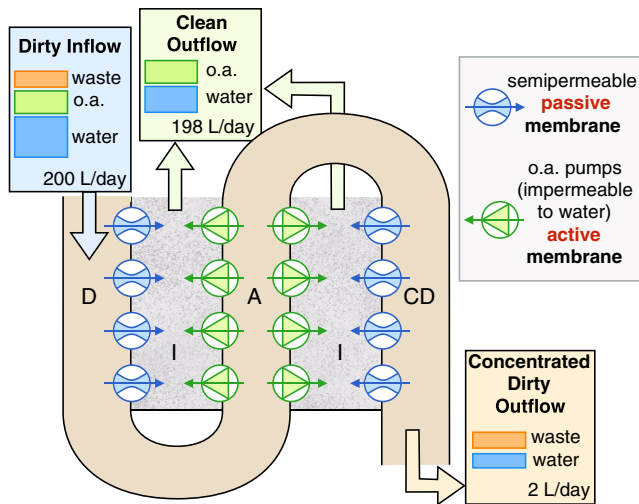 Dirty Inflow
waste
o.a.
water
200 L/day
Clean
Outflow
o.a.
water
198 L/day
semipermeable
passive
membrane
o.a. pumps
(impermeable
to water)
active
membrane
D
I
A
I
CD
Concentrated
Dirty
Outflow
waste
water
2 L/day